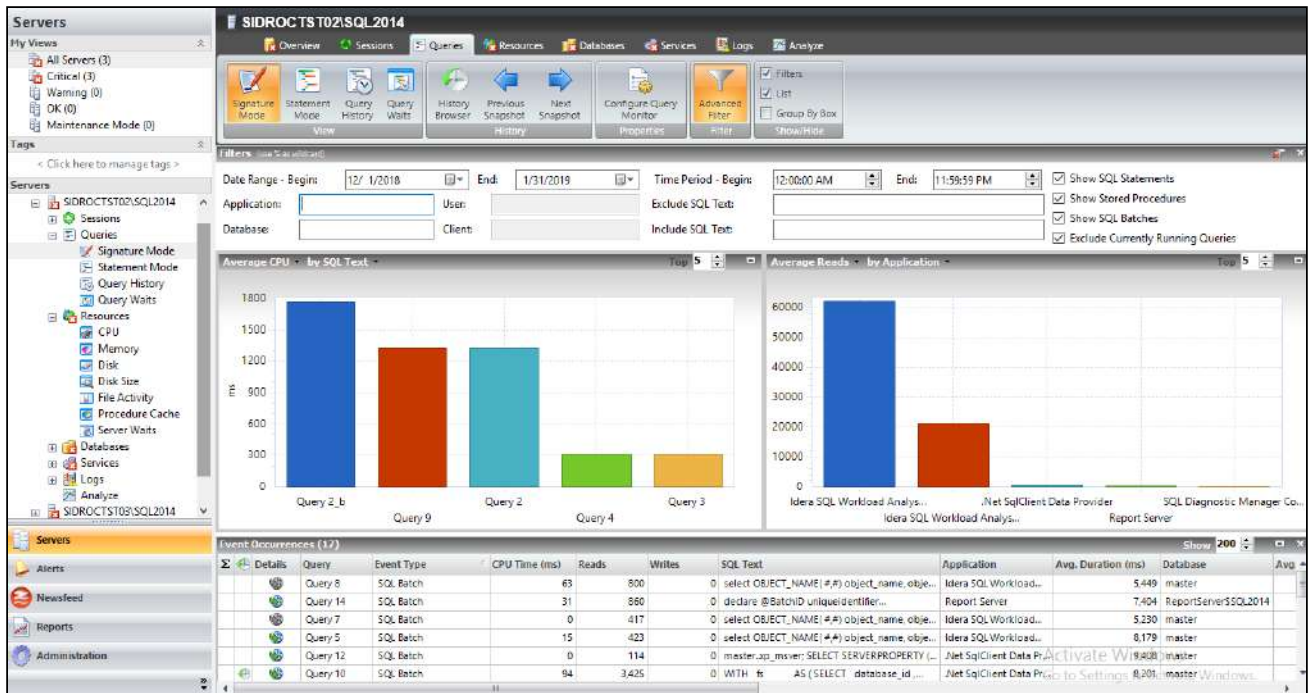 Servers
My Views
All Servers (3)
Critical (3)
Warning (0)
OK (0)
Maintenance Mode (0)
Tags
< Click here to manage tags >
Servers
SIDROCTST02\SQL2014
Sessions
Queries
Signature Mode
Statement Mode
Query History
Query Waits
Resources
CPU
Memory
Disk
Disk Size
File Activity
Procedure Cache
Server Waits
Databases
Services
Logs
Analyze
SIDROCTST03\SQL2014
Servers
Alerts
Newsfeed
Reports
Administration
SIDROCTST02\SQL2014
Overview Sessions Queries Resources Databases Services Logs Analyze
Signature Mode Statement Mode Query History Query Waits
View
History Browser Previous Snapshot Next Snapshot
History
Configure Query Monitor
Properties
Advanced Filter
Filter
Filters
List
Group By Box
Show/Hide
Filters (use % as wildcard)
Date Range - Begin: 12/ 1/2018 End: 1/31/2019 Time Period - Begin: 12:00:00 AM End: 11:59:59 PM Show SQL Statements
Application: User: Exclude SQL Text: Show Stored Procedures
Show SQL Batches
Database: Client: Include SQL Text: Exclude Currently Running Queries
Average CPU by SQL Text Top 5
1800
1500
1200
ms
900
600
300
0
Query 2_b Query 2 Query 3
Query 9 Query 4
Average Reads by Application Top 5
60000
50000
40000
30000
20000
10000
0
Idera SQL Workload Analys... .Net SqlClient Data Provider SQL Diagnostic Manager Co...
Idera SQL Workload Analys... Report Server
Event Occurrences (17) Show 200
Σ Details Query Event Type CPU Time (ms) Reads Writes SQL Text Application Avg. Duration (ms) Database Avg
Query 8 SQL Batch 63 800 0 select OBJECT_NAME(#,#) object_name, obje... Idera SQL Workload... 5,449 master
Query 14 SQL Batch 31 860 0 declare @BatchID uniqueidentifier... Report Server 7,404 ReportServer$SQL2014
Query 7 SQL Batch 0 417 0 select OBJECT_NAME(#,#) object_name, obje... Idera SQL Workload... 5,230 master
Query 5 SQL Batch 15 423 0 select OBJECT_NAME(#,#) object_name, obje... Idera SQL Workload... 8,179 master
Query 12 SQL Batch 0 114 0 master.xp_msver; SELECT SERVERPROPERTY (... .Net SqlClient Data Pr... master
Query 10 SQL Batch 94 3,425 0 WITH fs AS (SELECT database_id ,... .Net SqlClient Data Pr... 8,201 master